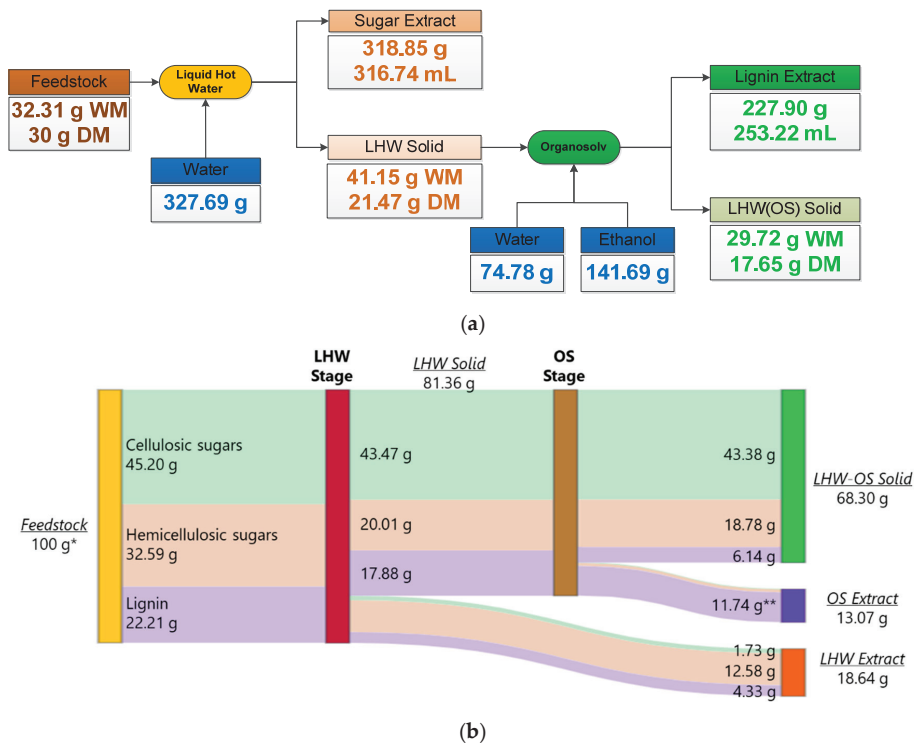 Sugar Extract
318.85 g
316.74 mL
Feedstock
32.31 g WM
30 g DM
Liquid Hot
Water
Water
327.69 g
LHW Solid
41.15 g WM
21.47 g DM
Organosolv
Water
74.78 g
Ethanol
141.69 g
Lignin Extract
227.90 g
253.22 mL
LHW(OS) Solid
29.72 g WM
17.65 g DM
(a)
Feedstock
100 g*
Cellulosic sugars
45.20 g
Hemicellulosic sugars
32.59 g
Lignin
22.21 g
LHW
Stage
LHW Solid
81.36 g
43.47 g
20.01 g
17.88 g
OS
Stage
43.38 g
18.78 g
6.14 g
11.74 g**
1.73 g
12.58 g
4.33 g
LHW-OS Solid
68.30 g
OS Extract
13.07 g
LHW Extract
18.64 g
(b)